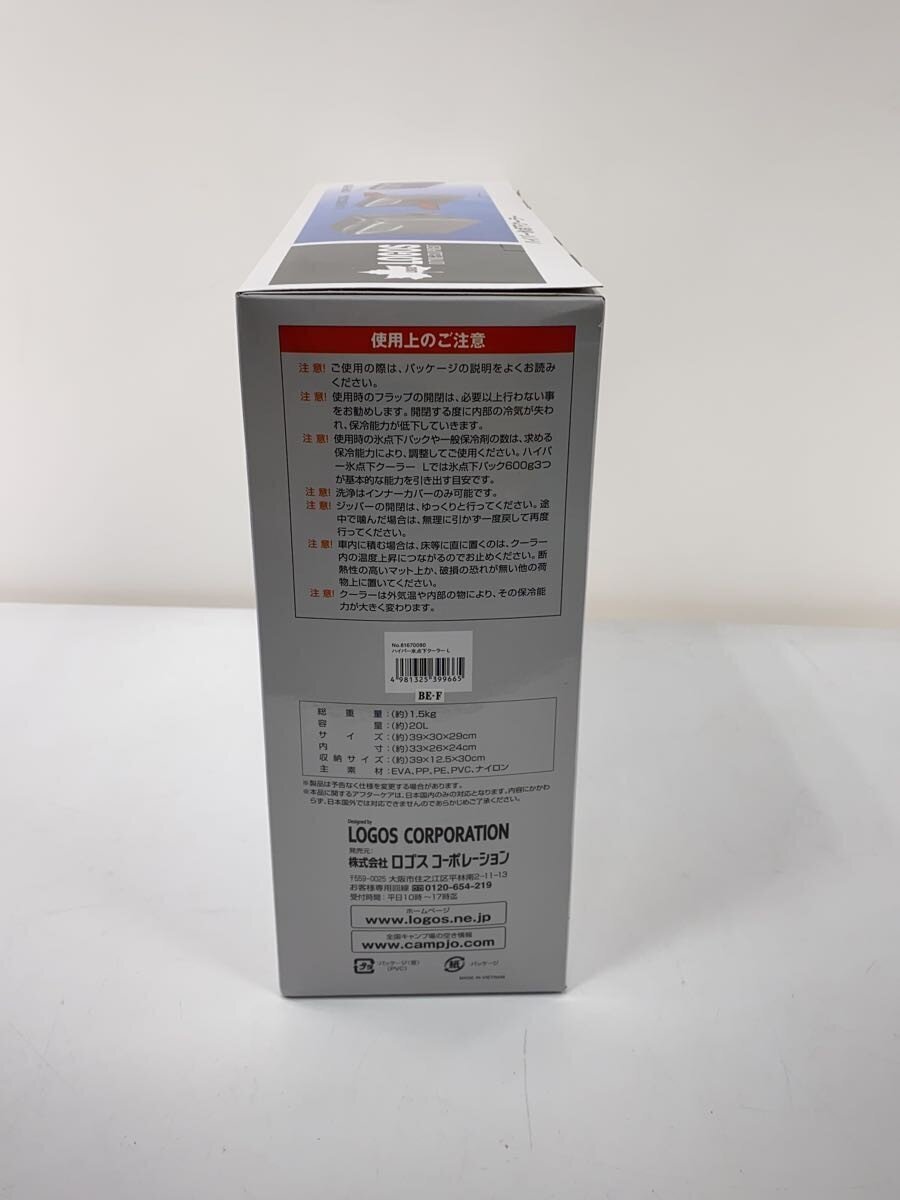 LOGOS
ハイパー氷点下クーラー
使用上のご注意
注意! ご使用の際は、パッケージの説明をよくお読み
ください。
注意! 使用時のフラップの開閉は、必要以上行わない事
をお勧めします。開閉する度に内部の冷気が失わ
れ、保冷能力が低下していきます。
注意! 使用時の氷点下パックや一般保冷剤の数は、求める
保冷能力により、調整してご使用ください。ハイパ
ー氷点下クーラー Lでは氷点下パック600g3つ
が基本的な能力を引き出す目安です。
注意! 洗浄はインナーカバーのみ可能です。
注意! ジッパーの開閉は、ゆっくりと行ってください。途
中で噛んだ場合は、無理に引かず一度戻して再度
行ってください。
注意! 車内に積む場合は、床等に直に置くのは、クーラー
内の温度上昇につながるのでお止めください。断
熱性の高いマット上か、破損の恐れが無い他の荷
物上に置いてください。
注意! クーラーは外気温や内部の物により、その保冷能
力が大きく変わります。
No.81670080
ハイパー氷点下クーラー L
4 981325 399665
BE-F
総重量:(約)1.5kg
容量:(約)20L
サイズ:(約)39×30×29cm
内寸:(約)33×26×24cm
収納サイズ:(約)39×12.5×30cm
主素材:EVA、PP、PE、PVC、ナイロン
※製品は予告なく仕様を変更する場合があります。
※本品に関するアフターケアは、日本国内のみの対応となります。内容にかかわ
らず、日本国外では対応できませんのであらかじめご了承ください。
Designed by
LOGOS CORPORATION
発売元:
株式会社 ロゴス コーポレーション
〒559-0025 大阪市住之江区平林南2-11-13
お客様専用回線 0120-654-219
受付時間:平日10時〜17時迄
ホームページ
www.logos.ne.jp
全国キャンプ場の空き情報
www.campjo.com
プラ パッケージ(窓)
(PVC)
紙 パッケージ
MADE IN VIETNAM